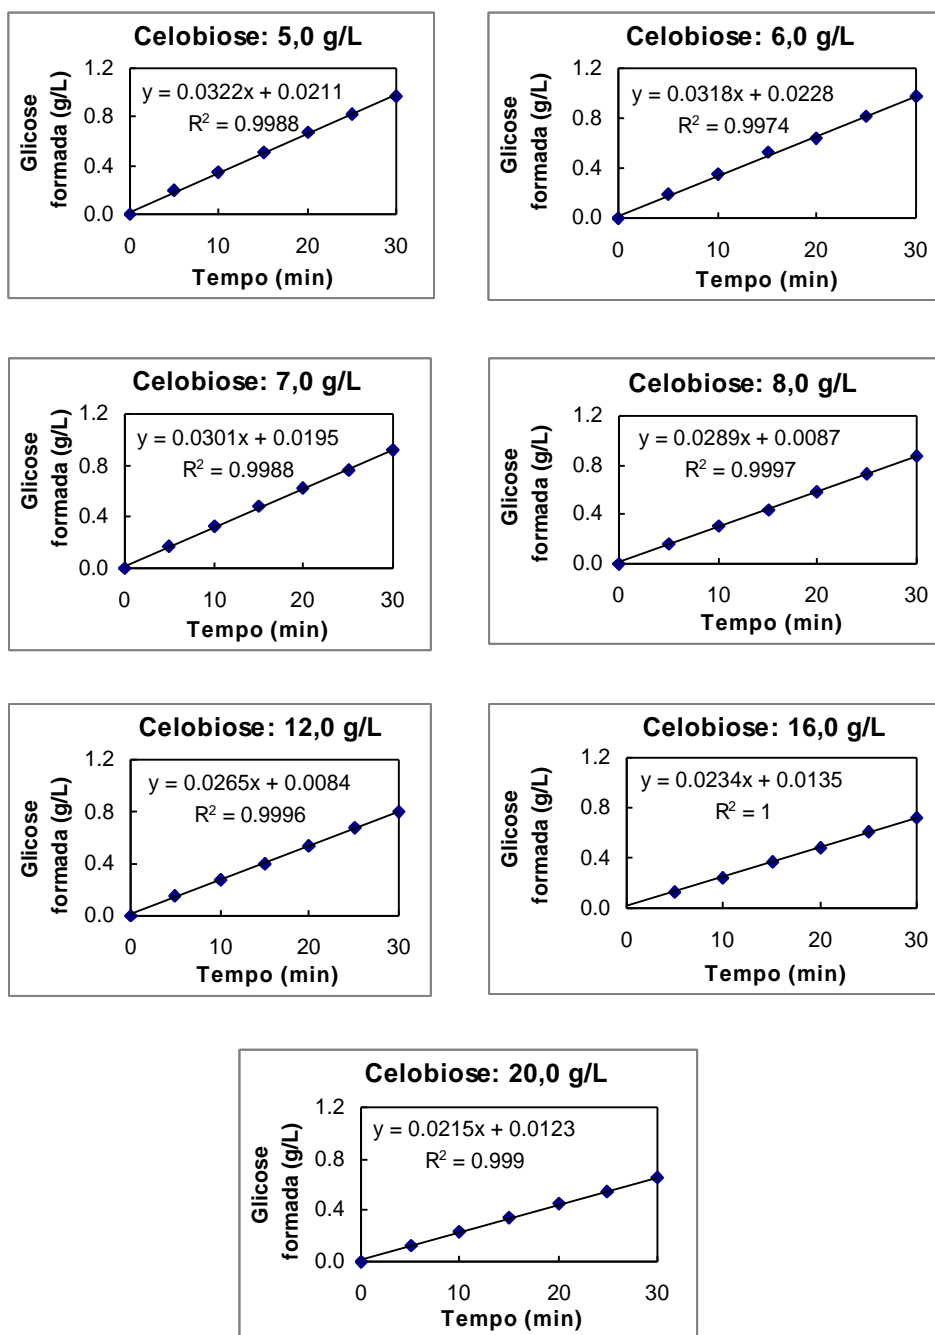 Celobiose: 5,0 g/L
Glicose
formada (g/L)
1.2
0.8
0.4
0.0
y = 0.0322x + 0.0211
R² = 0.9988
0 10 20 30
Tempo (min)
Celobiose: 6,0 g/L
Glicose
formada (g/L)
1.2
0.8
0.4
0.0
y = 0.0318x + 0.0228
R² = 0.9974
0 10 20 30
Tempo (min)
Celobiose: 7,0 g/L
Glicose
formada (g/L)
1.2
0.8
0.4
0.0
y = 0.0301x + 0.0195
R² = 0.9988
0 10 20 30
Tempo (min)
Celobiose: 8,0 g/L
Glicose
formada (g/L)
1.2
0.8
0.4
0.0
y = 0.0289x + 0.0087
R² = 0.9997
0 10 20 30
Tempo (min)
Celobiose: 12,0 g/L
Glicose
formada (g/L)
1.2
0.8
0.4
0.0
y = 0.0265x + 0.0084
R² = 0.9996
0 10 20 30
Tempo (min)
Celobiose: 16,0 g/L
Glicose
formada (g/L)
1.2
0.8
0.4
0.0
y = 0.0234x + 0.0135
R² = 1
0 10 20 30
Tempo (min)
Celobiose: 20,0 g/L
Glicose
formada (g/L)
1.2
0.8
0.4
0.0
y = 0.0215x + 0.0123
R² = 0.999
0 10 20 30
Tempo (min)